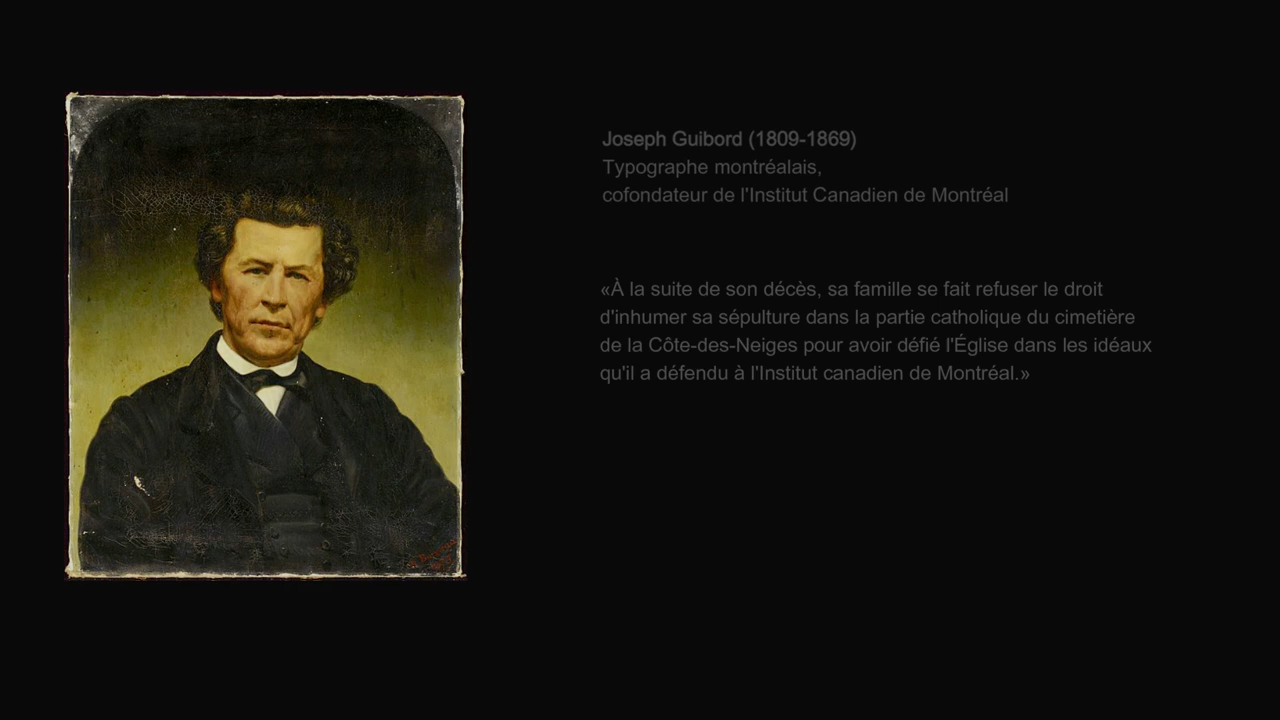 Joseph Guibord (1809-1869)
Typographe montréalais,
cofondateur de l'Institut Canadien de Montréal
«À la suite de son décès, sa famille se fait refuser le droit
d'inhumer sa sépulture dans la partie catholique du cimetière
de la Côte-des-Neiges pour avoir défié l'Église dans les idéaux
qu'il a défendu à l'Institut canadien de Montréal.»